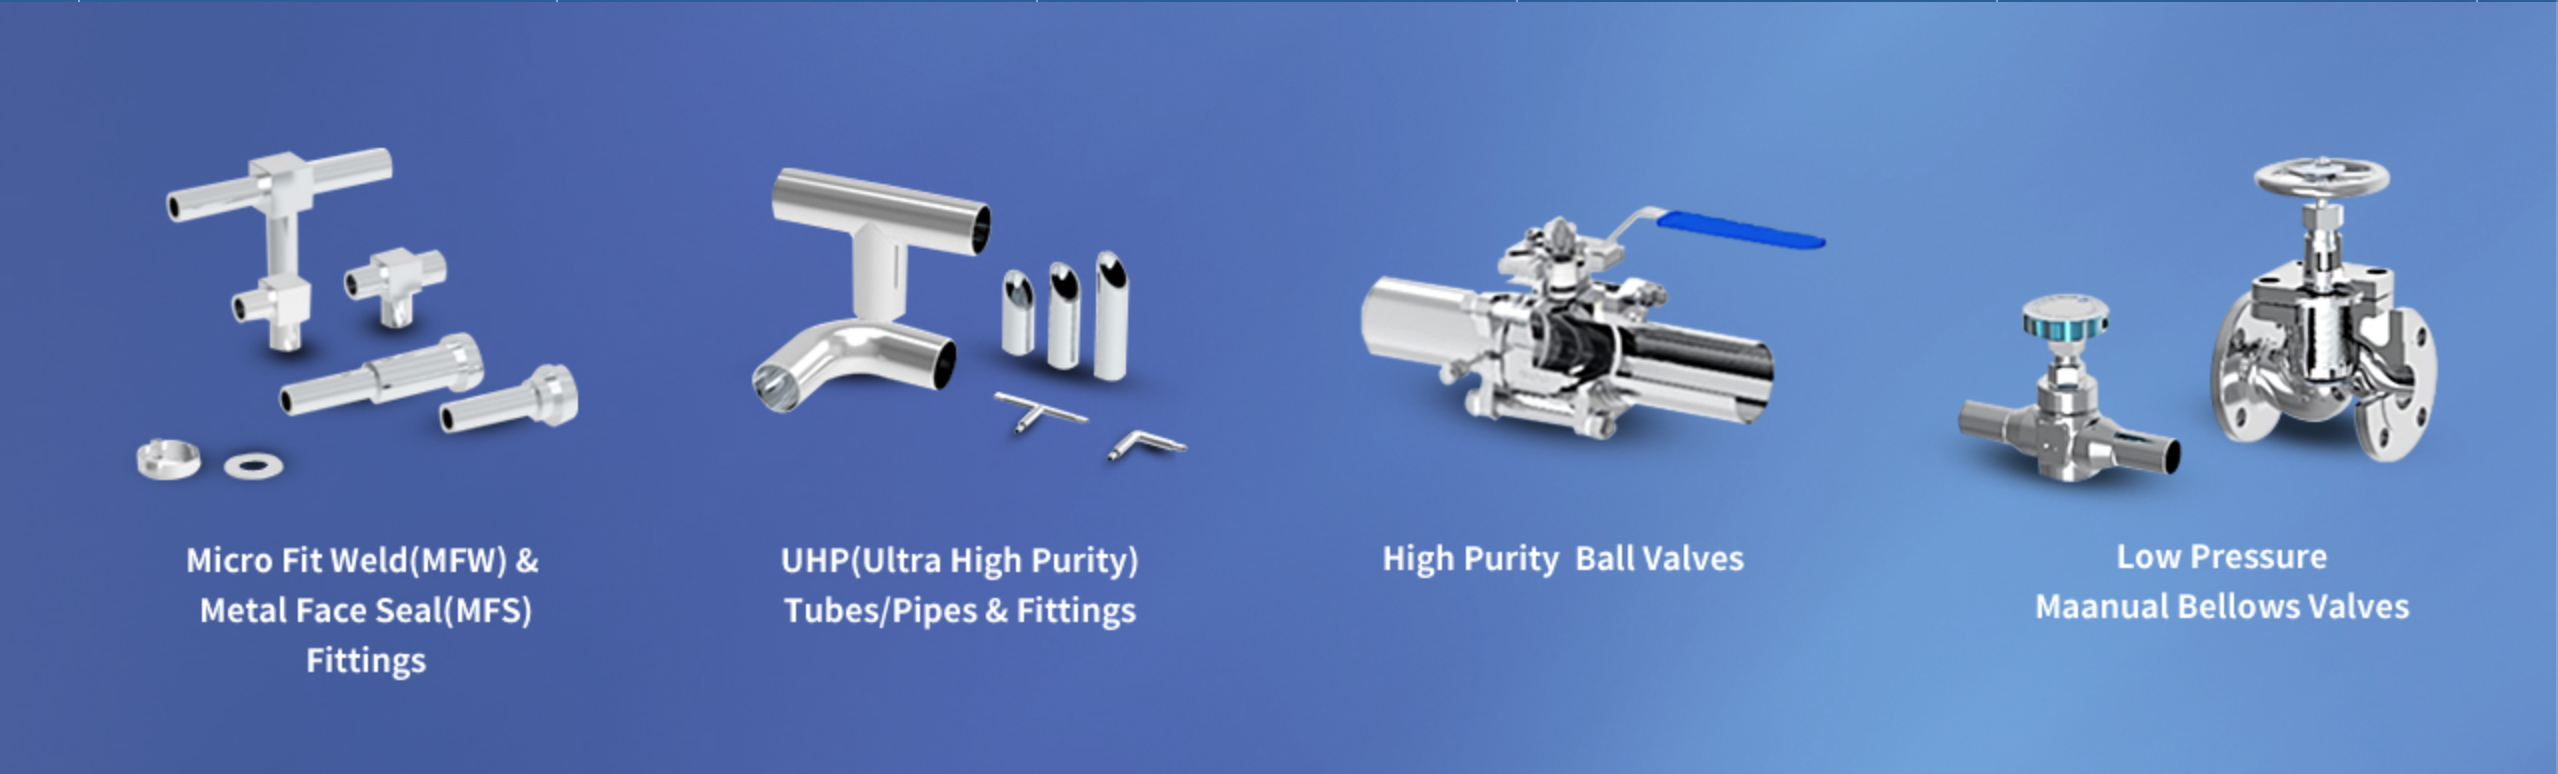 Micro Fit Weld(MFW) &
Metal Face Seal(MFS)
Fittings
UHP(Ultra High Purity)
Tubes/Pipes & Fittings
High Purity  Ball Valves
Low Pressure
Maanual Bellows Valves